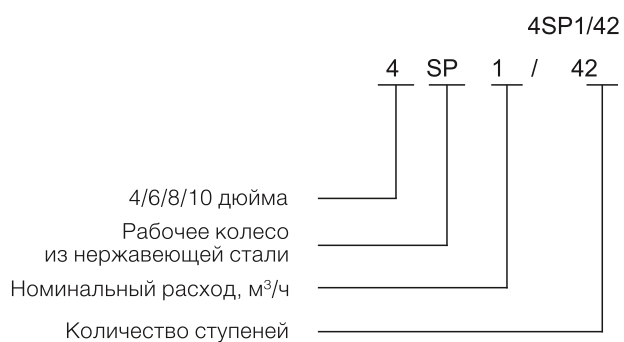 4SP1/42
4 SP 1 / 42
4/6/8/10 дюйма
Рабочее колесо
из нержавеющей стали
Номинальный расход, м³/ч
Количество ступеней